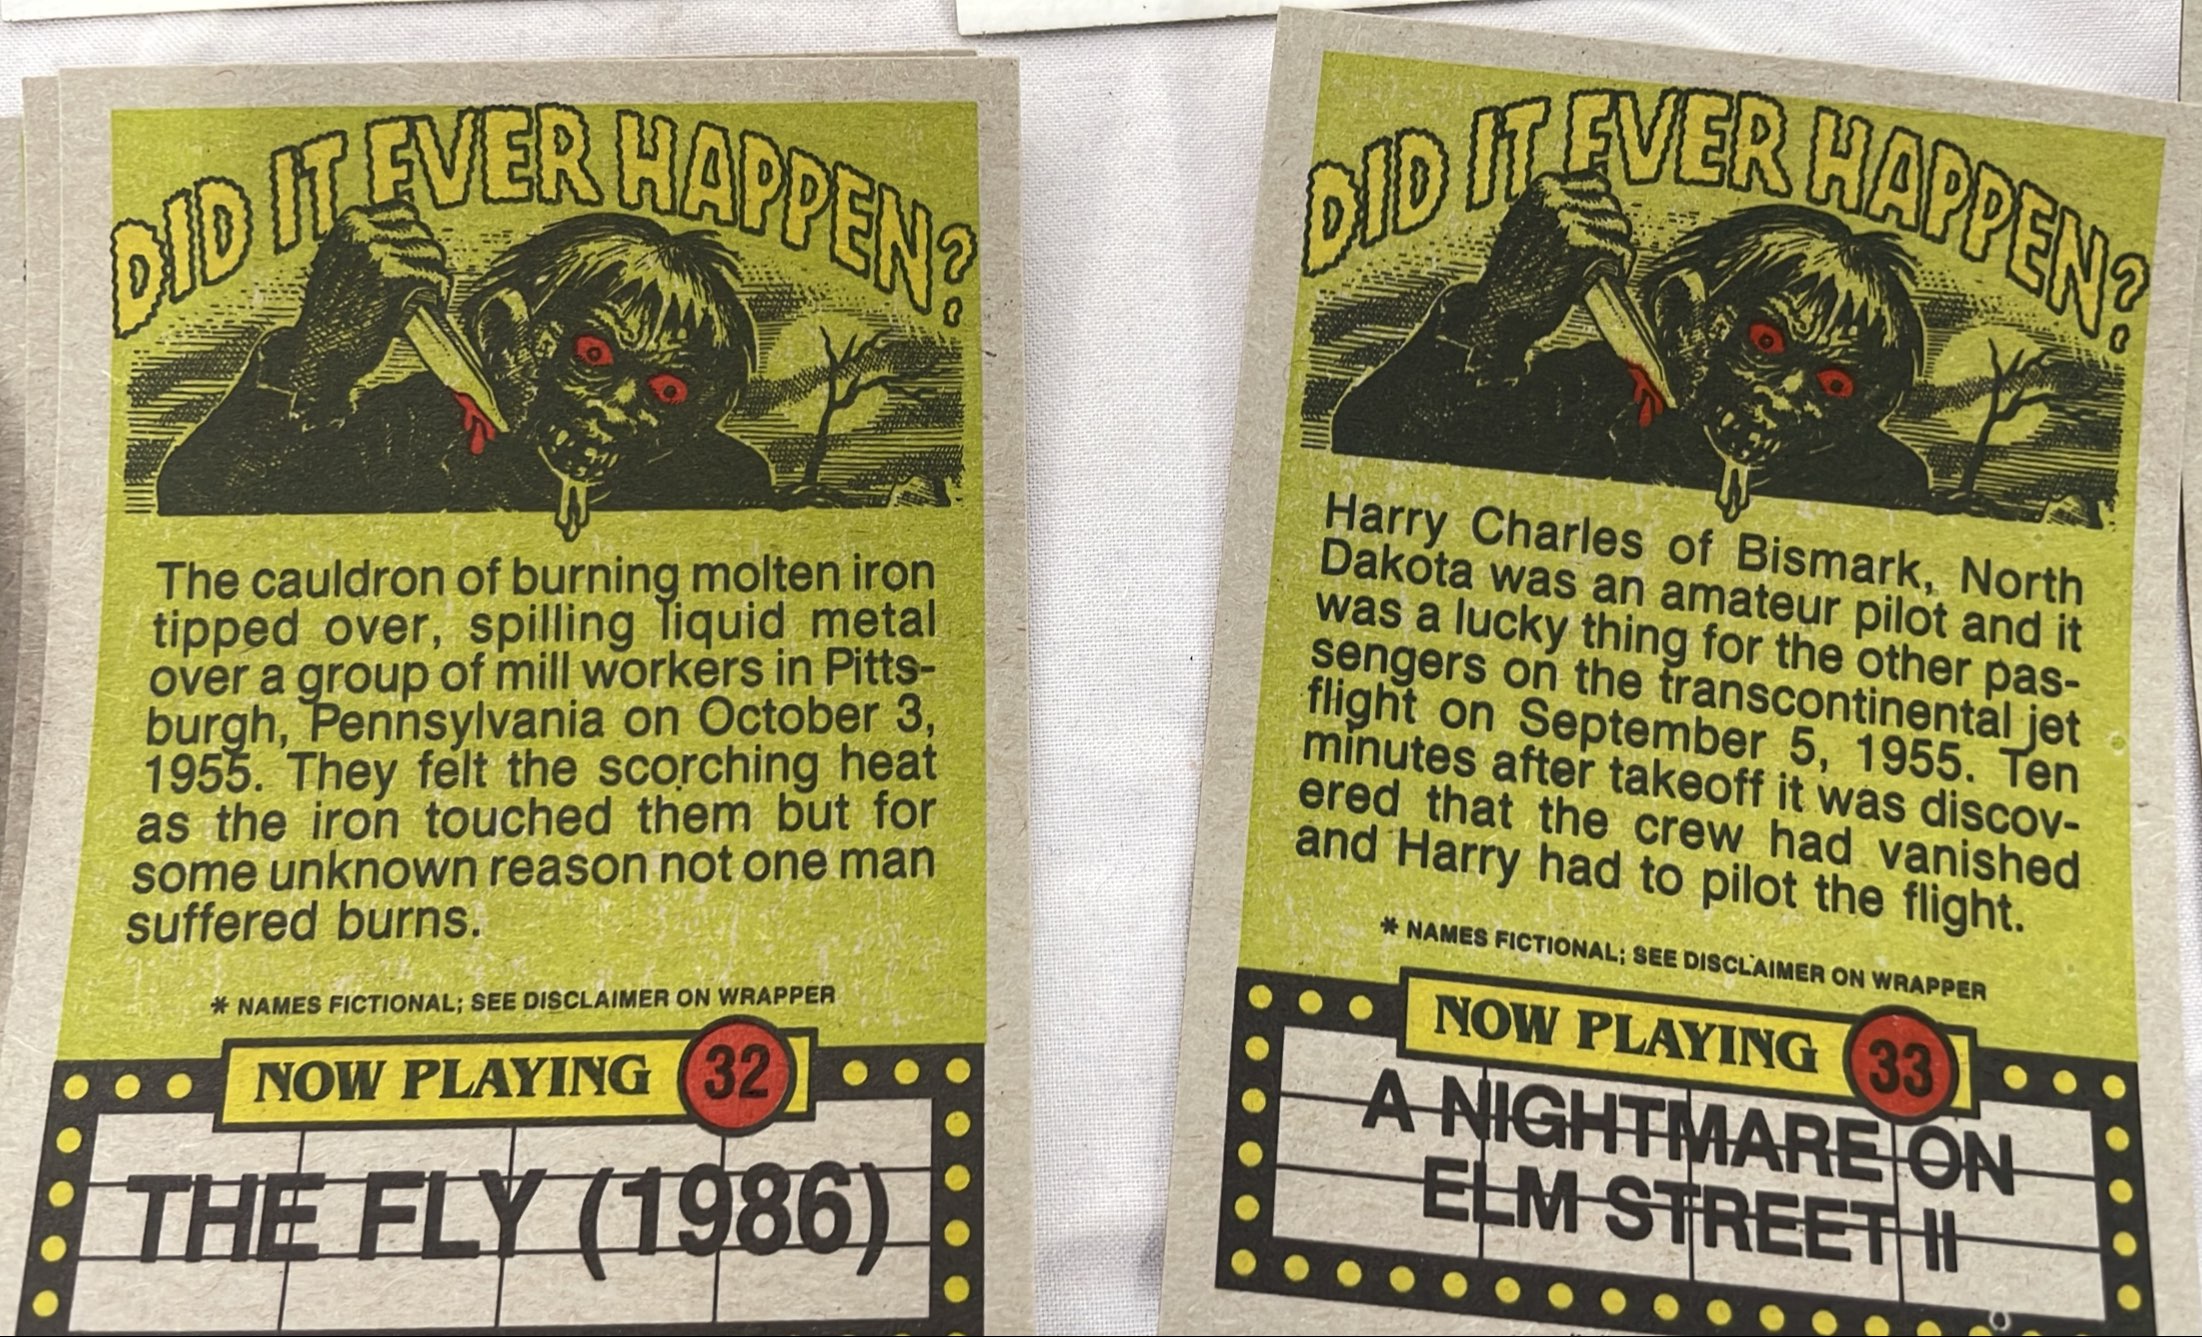 DID IT EVER HAPPEN?
The cauldron of burning molten iron
tipped over, spilling liquid metal
over a group of mill workers in Pitts-
burgh, Pennsylvania on October 3,
1955. They felt the scorching heat
as the iron touched them but for
some unknown reason not one man
suffered burns.
* NAMES FICTIONAL; SEE DISCLAIMER ON WRAPPER
NOW PLAYING 32
THE FLY (1986)
DID IT EVER HAPPEN?
Harry Charles of Bismark, North
Dakota was an amateur pilot and it
was a lucky thing for the other pas-
sengers on the transcontinental jet
flight on September 5, 1955. Ten
minutes after takeoff it was discov-
ered that the crew had vanished
and Harry had to pilot the flight.
* NAMES FICTIONAL; SEE DISCLAIMER ON WRAPPER
NOW PLAYING 33
A NIGHTMARE ON
ELM STREET II